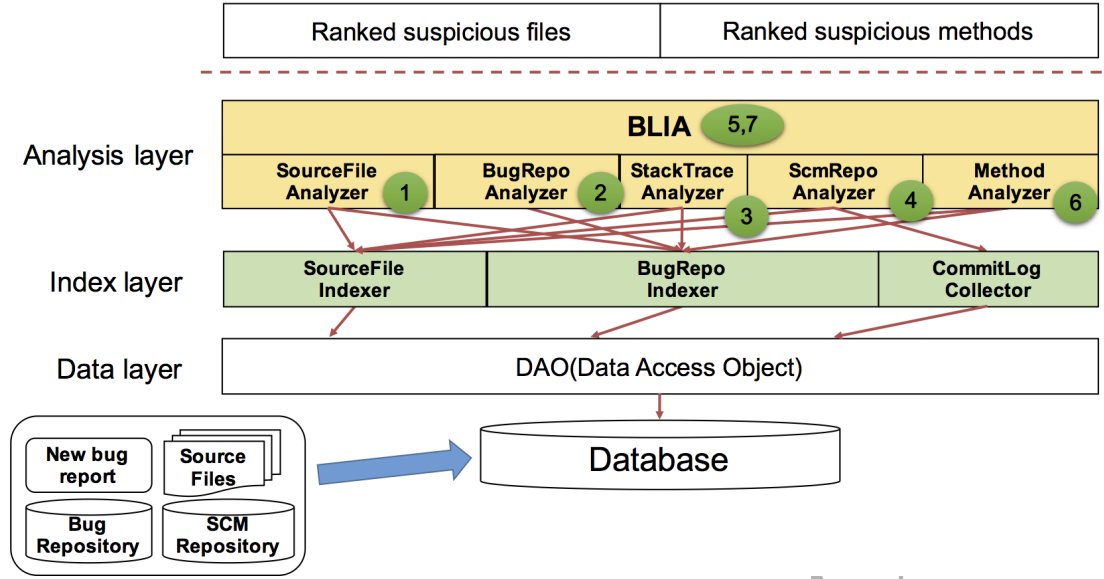 Ranked suspicious files
Ranked suspicious methods
Analysis layer
BLIA
5,7
SourceFile
Analyzer
1
BugRepo
Analyzer
2
StackTrace
Analyzer
3
ScmRepo
Analyzer
4
Method
Analyzer
6
Index layer
SourceFile
Indexer
BugRepo
Indexer
CommitLog
Collector
Data layer
DAO(Data Access Object)
New bug
report
Source
Files
Bug
Repository
SCM
Repository
Database